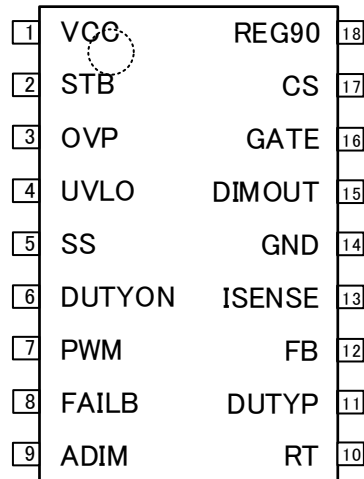 1 VCC REG90 18
2 STB CS 17
3 OVP GATE 16
4 UVLO DIMOUT 15
5 SS GND 14
6 DUTYON ISENSE 13
7 PWM FB 12
8 FAILB DUTYP 11
9 ADIM RT 10